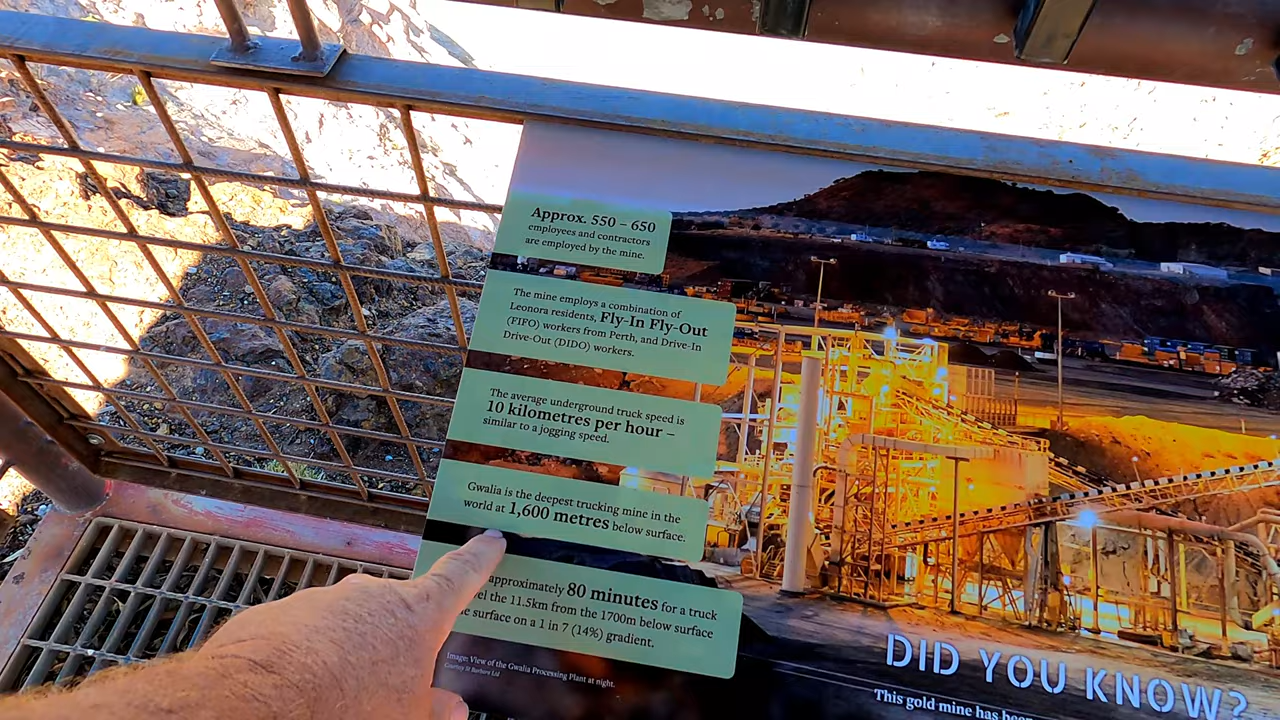 Approx. 550 – 650
employees and contractors
are employed by the mine.
The mine employs a combination of
Leonora residents, Fly-In Fly-Out
(FIFO) workers from Perth, and Drive-In
Drive-Out (DIDO) workers.
The average underground truck speed is
10 kilometres per hour –
similar to a jogging speed.
Gwalia is the deepest trucking mine in the
world at 1,600 metres below surface.
approximately 80 minutes for a truck
the 11.5km from the 1700m below surface
surface on a 1 in 7 (14%) gradient.
Image: View of the Gwalia Processing Plant at night.
Courtesy St Barbara Ltd
DID YOU KNOW?
This gold mine has